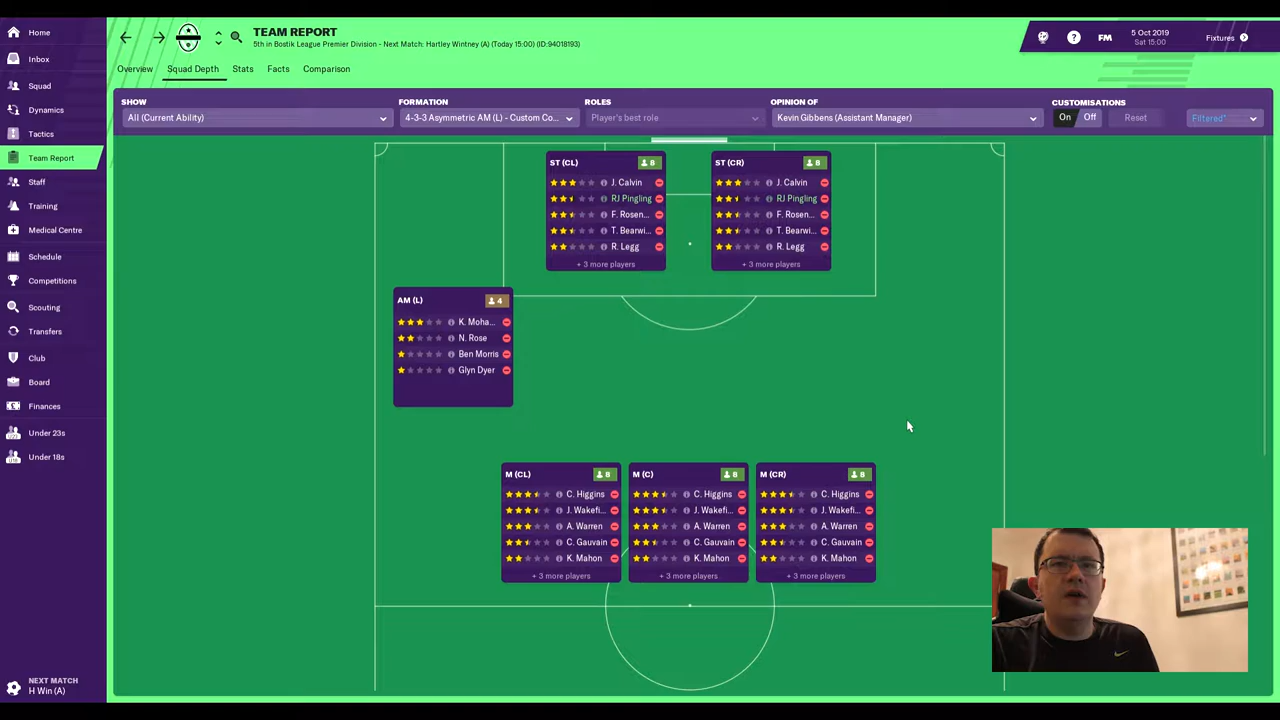 TEAM REPORT
5th in Bostik League Premier Division - Next Match: Hartley Wintney (A) (Today 15:00) (ID:94018193)
FM
5 Oct 2019
Sat 15:00
Fixtures
Home
Inbox
Squad
Dynamics
Tactics
Team Report
Staff
Training
Medical Centre
Schedule
Competitions
Scouting
Transfers
Club
Board
Finances
Under 23s
Under 18s
NEXT MATCH
H Win (A)
Overview Squad Depth Stats Facts Comparison
SHOW FORMATION ROLES OPINION OF CUSTOMISATIONS
All (Current Ability) 4-3-3 Asymmetric AM (L) - Custom Co... Player's best role Kevin Gibbens (Assistant Manager) On Off Reset Filtered*
ST (CL) 8
J. Calvin
RJ Pingling
F. Rosen...
T. Bearwi...
R. Legg
+ 3 more players
ST (CR) 8
J. Calvin
RJ Pingling
F. Rosen...
T. Bearwi...
R. Legg
+ 3 more players
AM (L) 4
K. Moha...
N. Rose
Ben Morris
Glyn Dyer
M (CL) 8
C. Higgins
J. Wakefi...
A. Warren
C. Gauvain
K. Mahon
+ 3 more players
M (C) 8
C. Higgins
J. Wakefi...
A. Warren
C. Gauvain
K. Mahon
+ 3 more players
M (CR) 8
C. Higgins
J. Wakefi...
A. Warren
C. Gauvain
K. Mahon
+ 3 more players